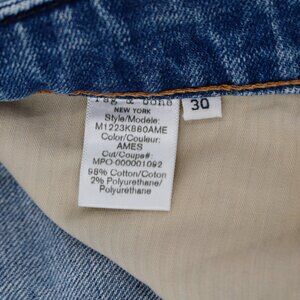 rag & bone
30
NEW YORK
Style/Modele:
M1223K880AME
Color/Couleur:
AMES
Cut/Coupe#:
MPO-000001092
98% Cotton/Coton
2% Polyurethane/
Polyuréthane